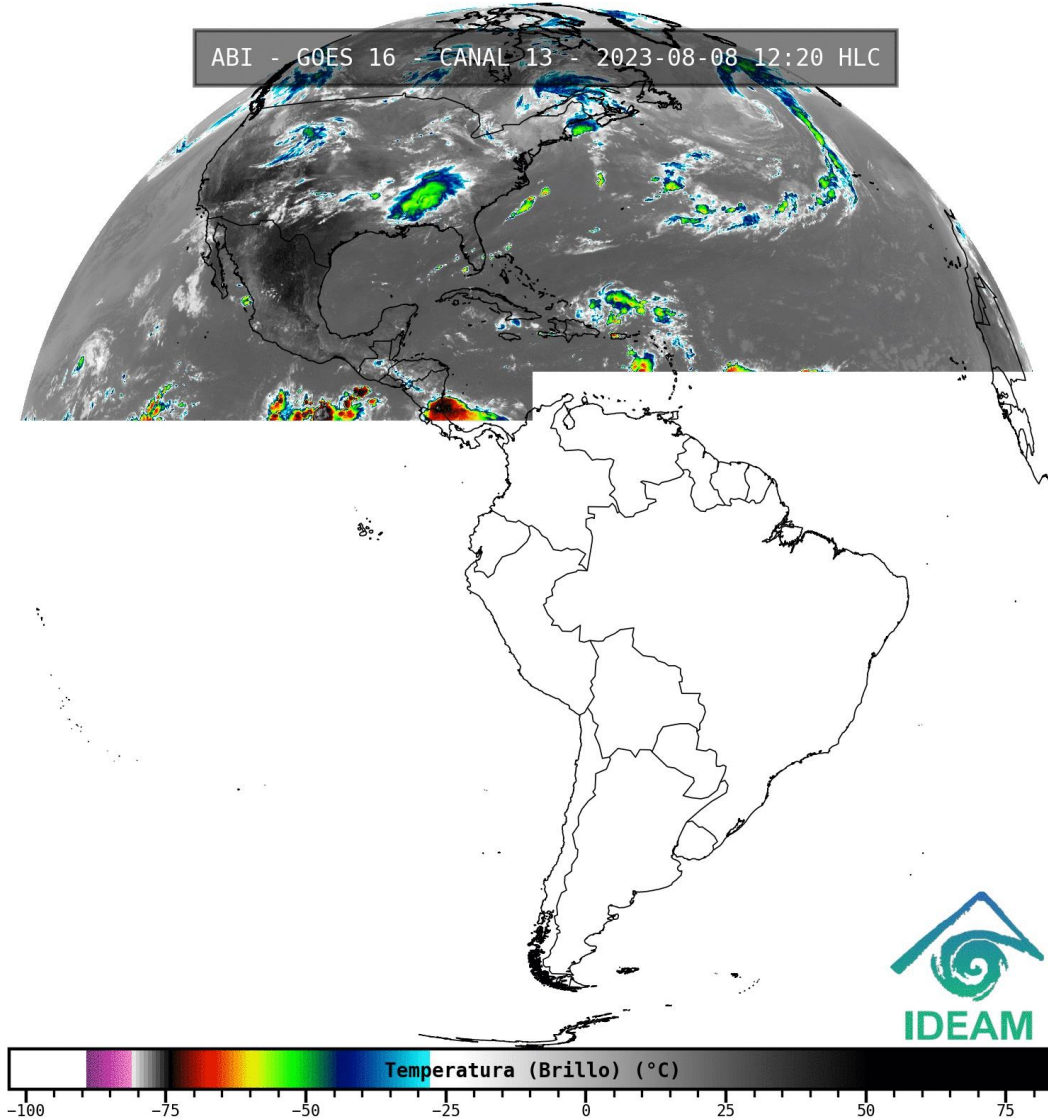 ABI - GOES 16 - CANAL 13 - 2023-08-08 12:20 HLC
IDEAM
Temperatura (Brillo) (°C)
−100 −75 −50 −25 0 25 50 75